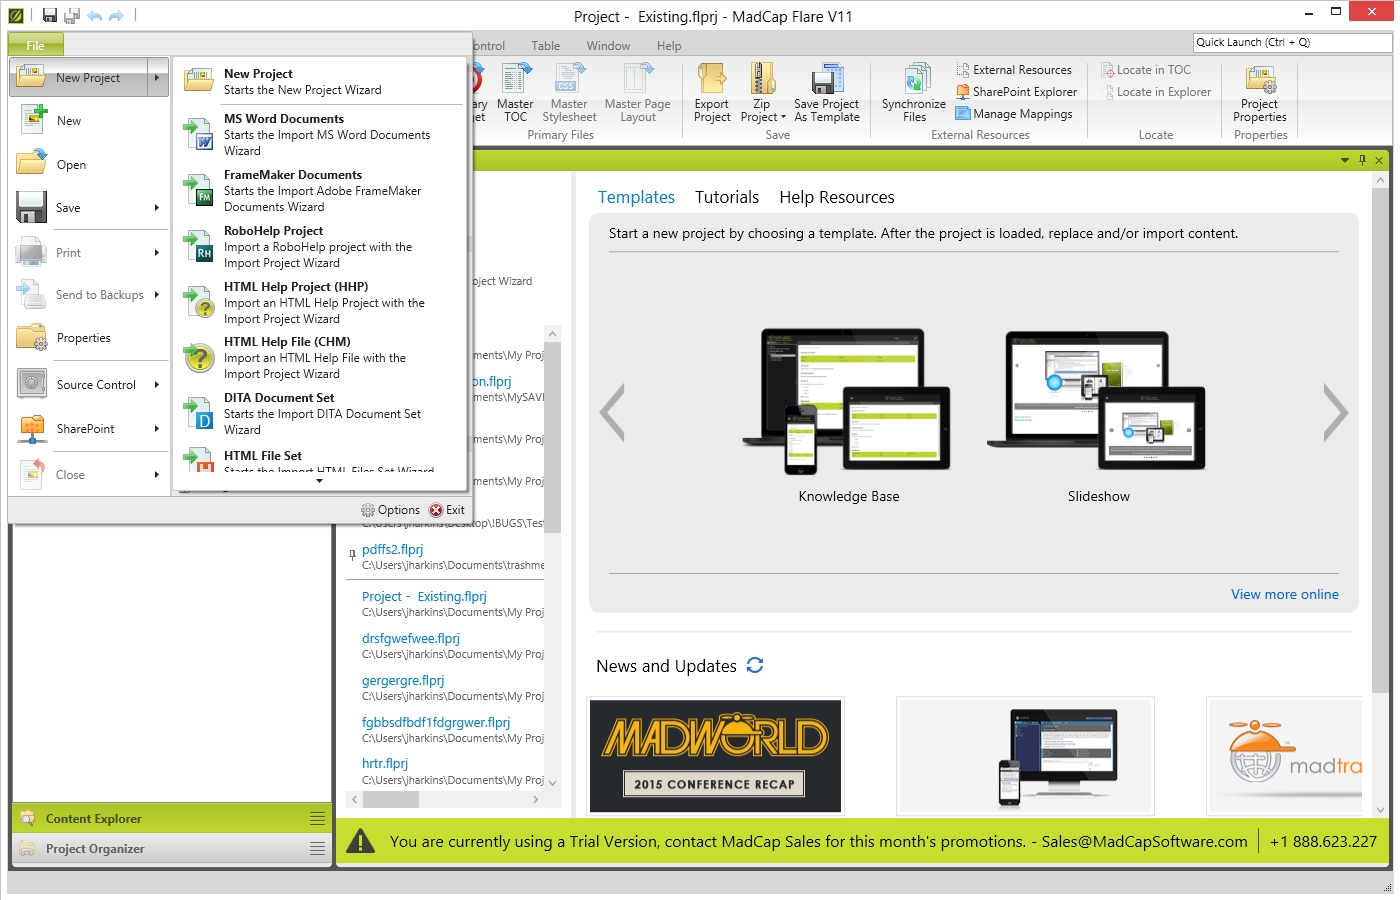 Project -  Existing.flprj - MadCap Flare V11
File
ontrol
Table
Window
Help
Quick Launch (Ctrl + Q)
New Project
New
Open
Save
Print
Send to Backups
Properties
Source Control
SharePoint
Close
New Project
Starts the New Project Wizard
MS Word Documents
Starts the Import MS Word Documents
Wizard
FrameMaker Documents
Starts the Import Adobe FrameMaker
Documents Wizard
RoboHelp Project
Import a RoboHelp project with the
Import Project Wizard
HTML Help Project (HHP)
Import an HTML Help Project with the
Import Project Wizard
HTML Help File (CHM)
Import an HTML Help File with the
Import Project Wizard
DITA Document Set
Starts the Import DITA Document Set
Wizard
HTML File Set
Starts the Import HTML Files Set Wizard
Options
Exit
ary
get
Master
TOC
Master
Stylesheet
Master Page
Layout
Primary Files
Export
Project
Zip
Project
Save Project
As Template
Save
Synchronize
Files
External Resources
SharePoint Explorer
Manage Mappings
External Resources
Locate in TOC
Locate in Explorer
Locate
Project
Properties
Properties
oject Wizard
ments\My Proj
on.flprj
ments\MySAVI
ments\My Proj
ments\My Proj
C:\Users\jharkins\Desktop\!BUGS\Test
pdffs2.flprj
C:\Users\jharkins\Documents\trashme
Project -  Existing.flprj
C:\Users\jharkins\Documents\My Proj
drsfgwefwee.flprj
C:\Users\jharkins\Documents\My Proj
gergergre.flprj
C:\Users\jharkins\Documents\My Proj
fgbbsdfbdf1fdgrgwer.flprj
C:\Users\jharkins\Documents\My Proj
hrtr.flprj
C:\Users\jharkins\Documents\My Proj
Templates
Tutorials
Help Resources
Start a new project by choosing a template. After the project is loaded, replace and/or import content.
Knowledge Base
Slideshow
View more online
News and Updates
MADWORLD
2015 CONFERENCE RECAP
madtra
Content Explorer
Project Organizer
You are currently using a Trial Version, contact MadCap Sales for this month's promotions. - Sales@MadCapSoftware.com
+1 888.623.227